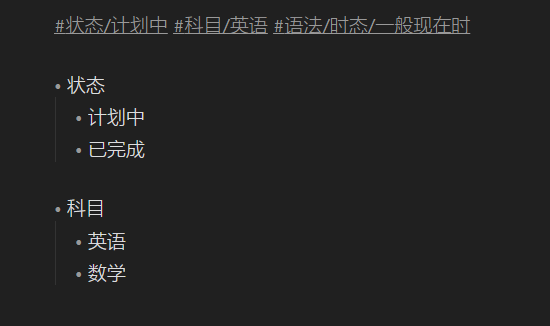 #状态/计划中 #科目/英语 #语法/时态/一般现在时
• 状态
• 计划中
• 已完成
• 科目
• 英语
• 数学